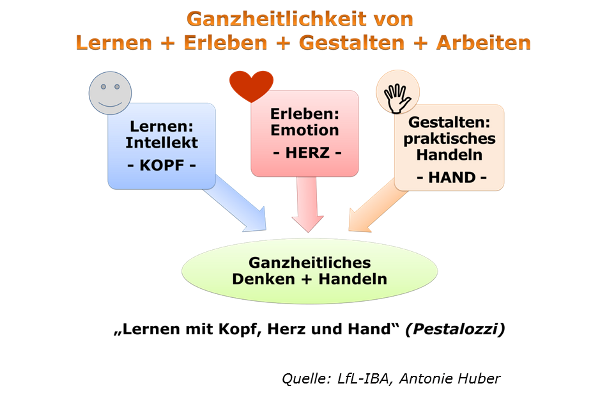 Ganzheitlichkeit von
Lernen + Erleben + Gestalten + Arbeiten
Lernen:
Intellekt
- KOPF -
Erleben:
Emotion
- HERZ -
Gestalten:
praktisches
Handeln
- HAND -
Ganzheitliches
Denken + Handeln
„Lernen mit Kopf, Herz und Hand“ (Pestalozzi)
Quelle: LfL-IBA, Antonie Huber